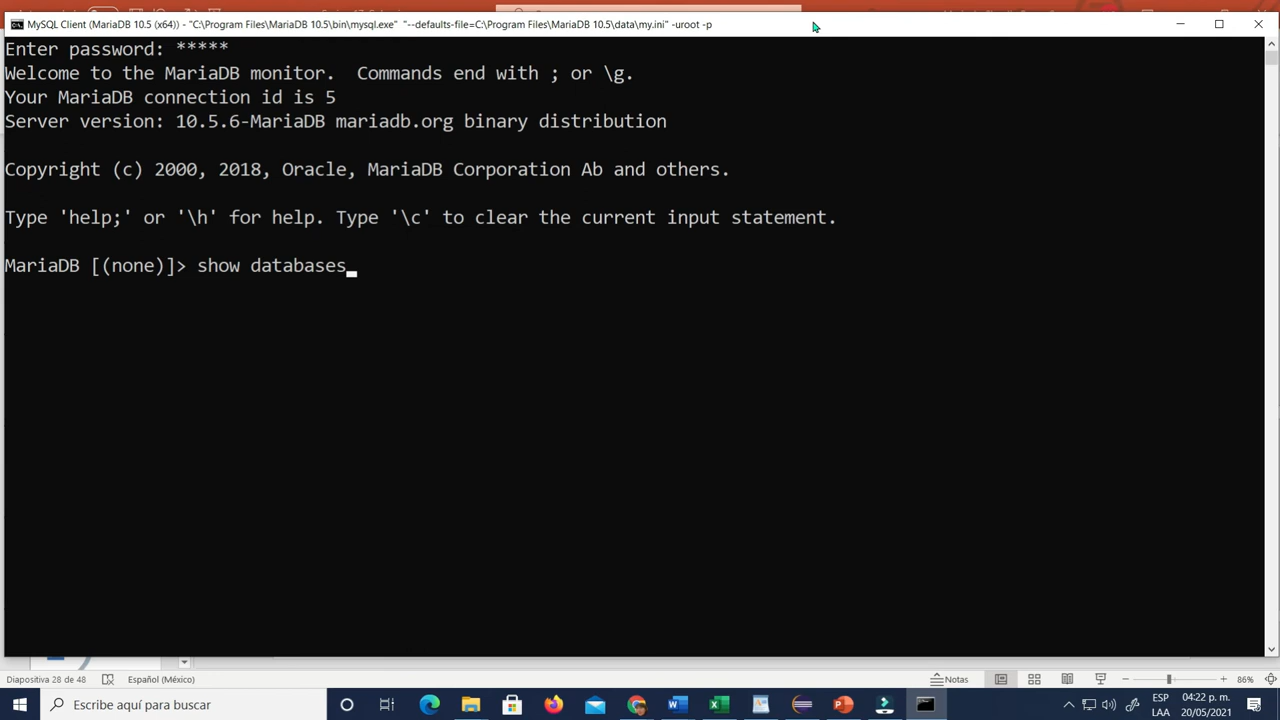 MySQL Client (MariaDB 10.5 (x64)) - "C:\Program Files\MariaDB 10.5\bin\mysql.exe" "--defaults-file=C:\Program Files\MariaDB 10.5\data\my.ini" -uroot -p
Enter password: *****
Welcome to the MariaDB monitor.  Commands end with ; or \g.
Your MariaDB connection id is 5
Server version: 10.5.6-MariaDB mariadb.org binary distribution
Copyright (c) 2000, 2018, Oracle, MariaDB Corporation Ab and others.
Type 'help;' or '\h' for help. Type '\c' to clear the current input statement.
MariaDB [(none)]> show databases_
Diapositiva 28 de 48
Español (México)
Notas
86%
Escribe aquí para buscar
ESP
LAA
04:22 p. m.
20/05/2021